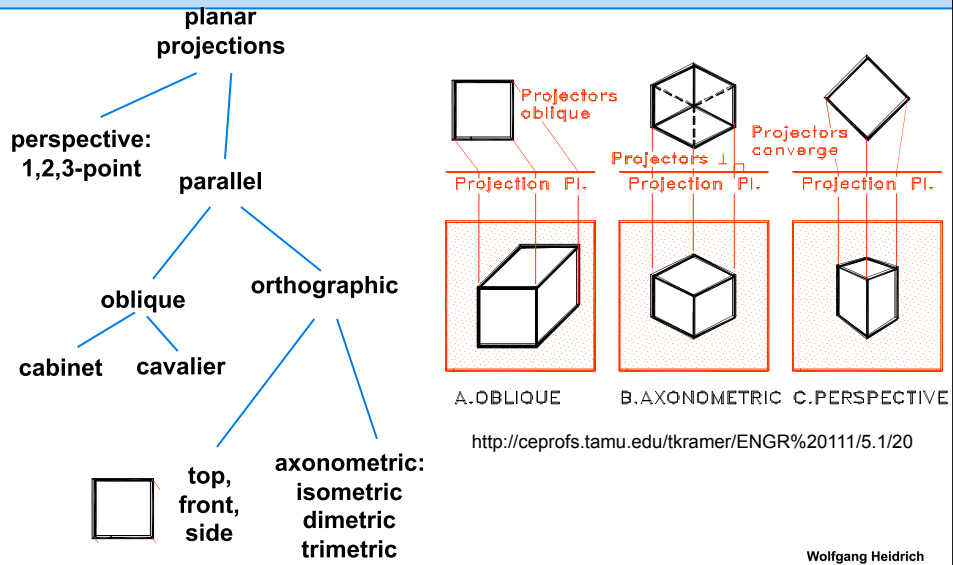 planar
projections
perspective:
1,2,3-point
parallel
oblique
orthographic
cabinet
cavalier
top,
front,
side
axonometric:
isometric
dimetric
trimetric
Projectors
oblique
Projection Pl.
Projectors ⊥
Projection Pl.
Projectors
converge
Projection Pl.
A.OBLIQUE
B.AXONOMETRIC
C.PERSPECTIVE
http://ceprofs.tamu.edu/tkramer/ENGR%20111/5.1/20
Wolfgang Heidrich